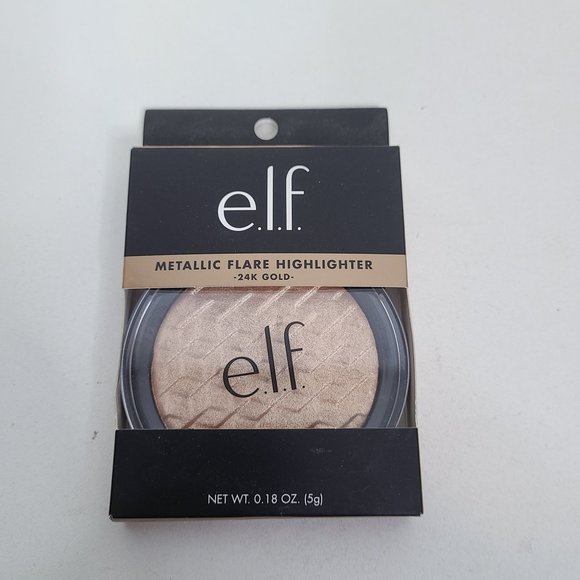 e.l.f.
METALLIC FLARE HIGHLIGHTER
-24K GOLD-
e.l.f.
NET WT. 0.18 OZ. (5g)